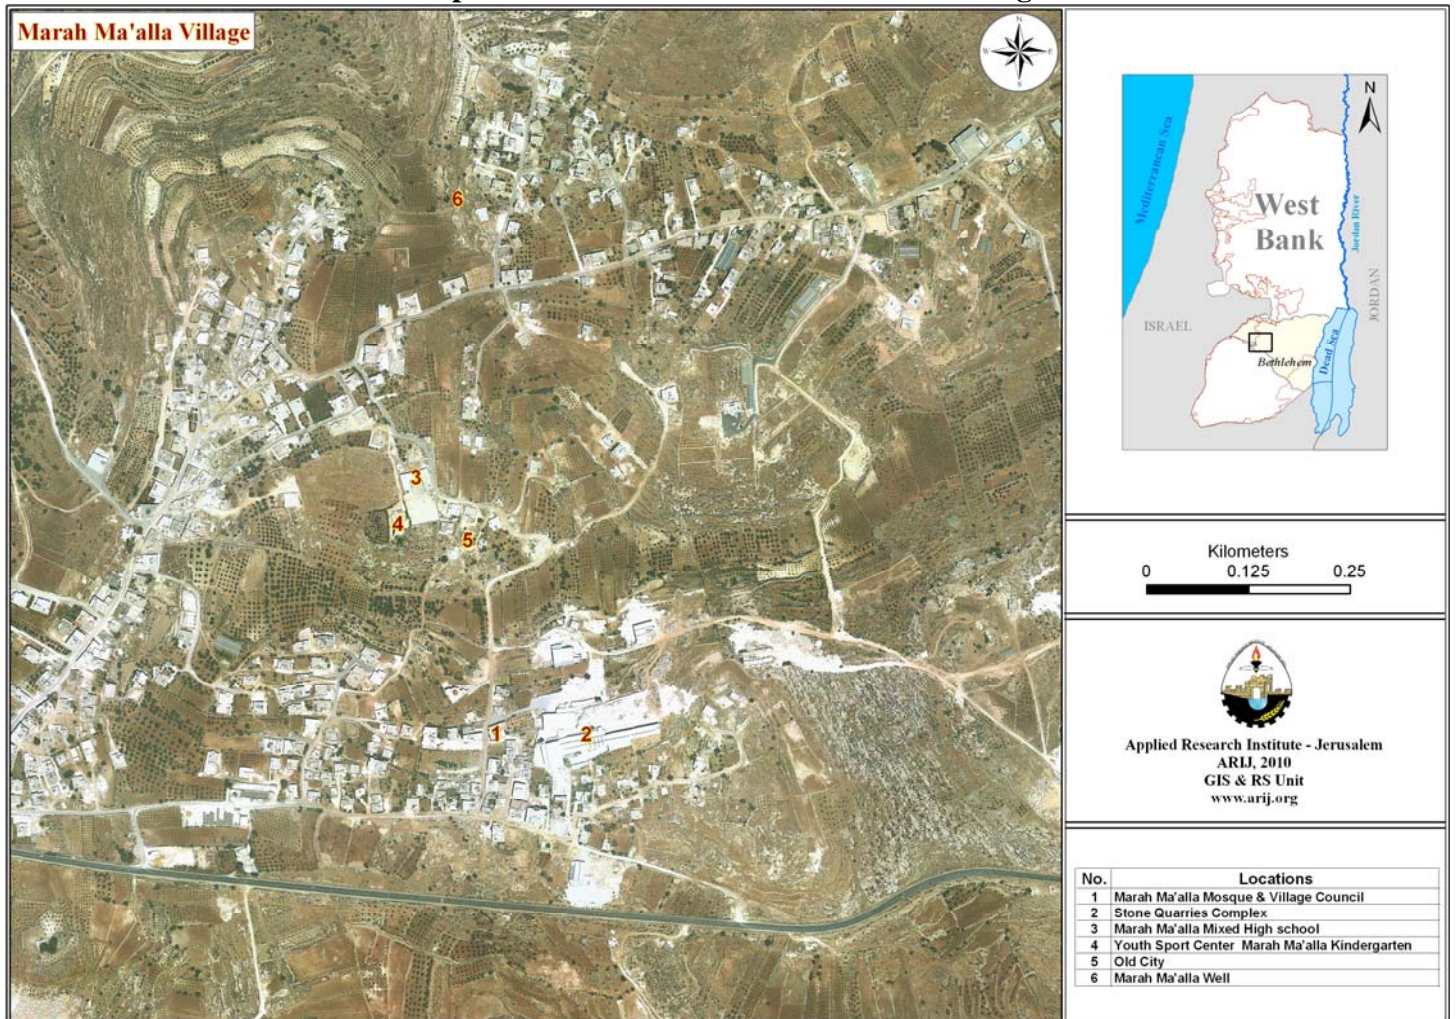 Marah Ma'alla Village
N
W
E
S
6
3
4
5
1
2
N
Mediterranean Sea
West
Bank
Jordan River
JORDAN
ISRAEL
Bethlehem
Dead Sea
Kilometers
0 0.125 0.25
Applied Research Institute - Jerusalem
ARIJ, 2010
GIS & RS Unit
www.arij.org
No. Locations
1 Marah Ma'alla Mosque & Village Council
2 Stone Quarries Complex
3 Marah Ma'alla Mixed High school
4 Youth Sport Center Marah Ma'alla Kindergarten
5 Old City
6 Marah Ma'alla Well